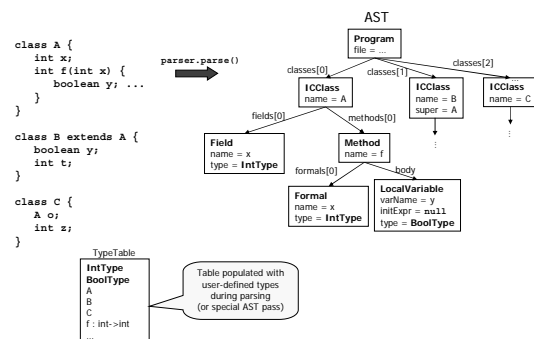 AST
class A {
int x;
int f(int x) {
boolean y; ...
}
}
class B extends A {
boolean y;
int t;
}
class C {
A o;
int z;
}
parser.parse()
Program
file = ...
classes[0]
classes[1]
classes[2]
ICClass
name = A
ICClass
name = B
super = A
...
ICClass
name = C
...
...
fields[0]
methods[0]
Field
name = x
type = IntType
Method
name = f
formals[0]
body
Formal
name = x
type = IntType
LocalVariable
varName = y
initExpr = null
type = BoolType
TypeTable
IntType
BoolType
A
B
C
f : int->int
...
Table populated with
user-defined types
during parsing
(or special AST pass)